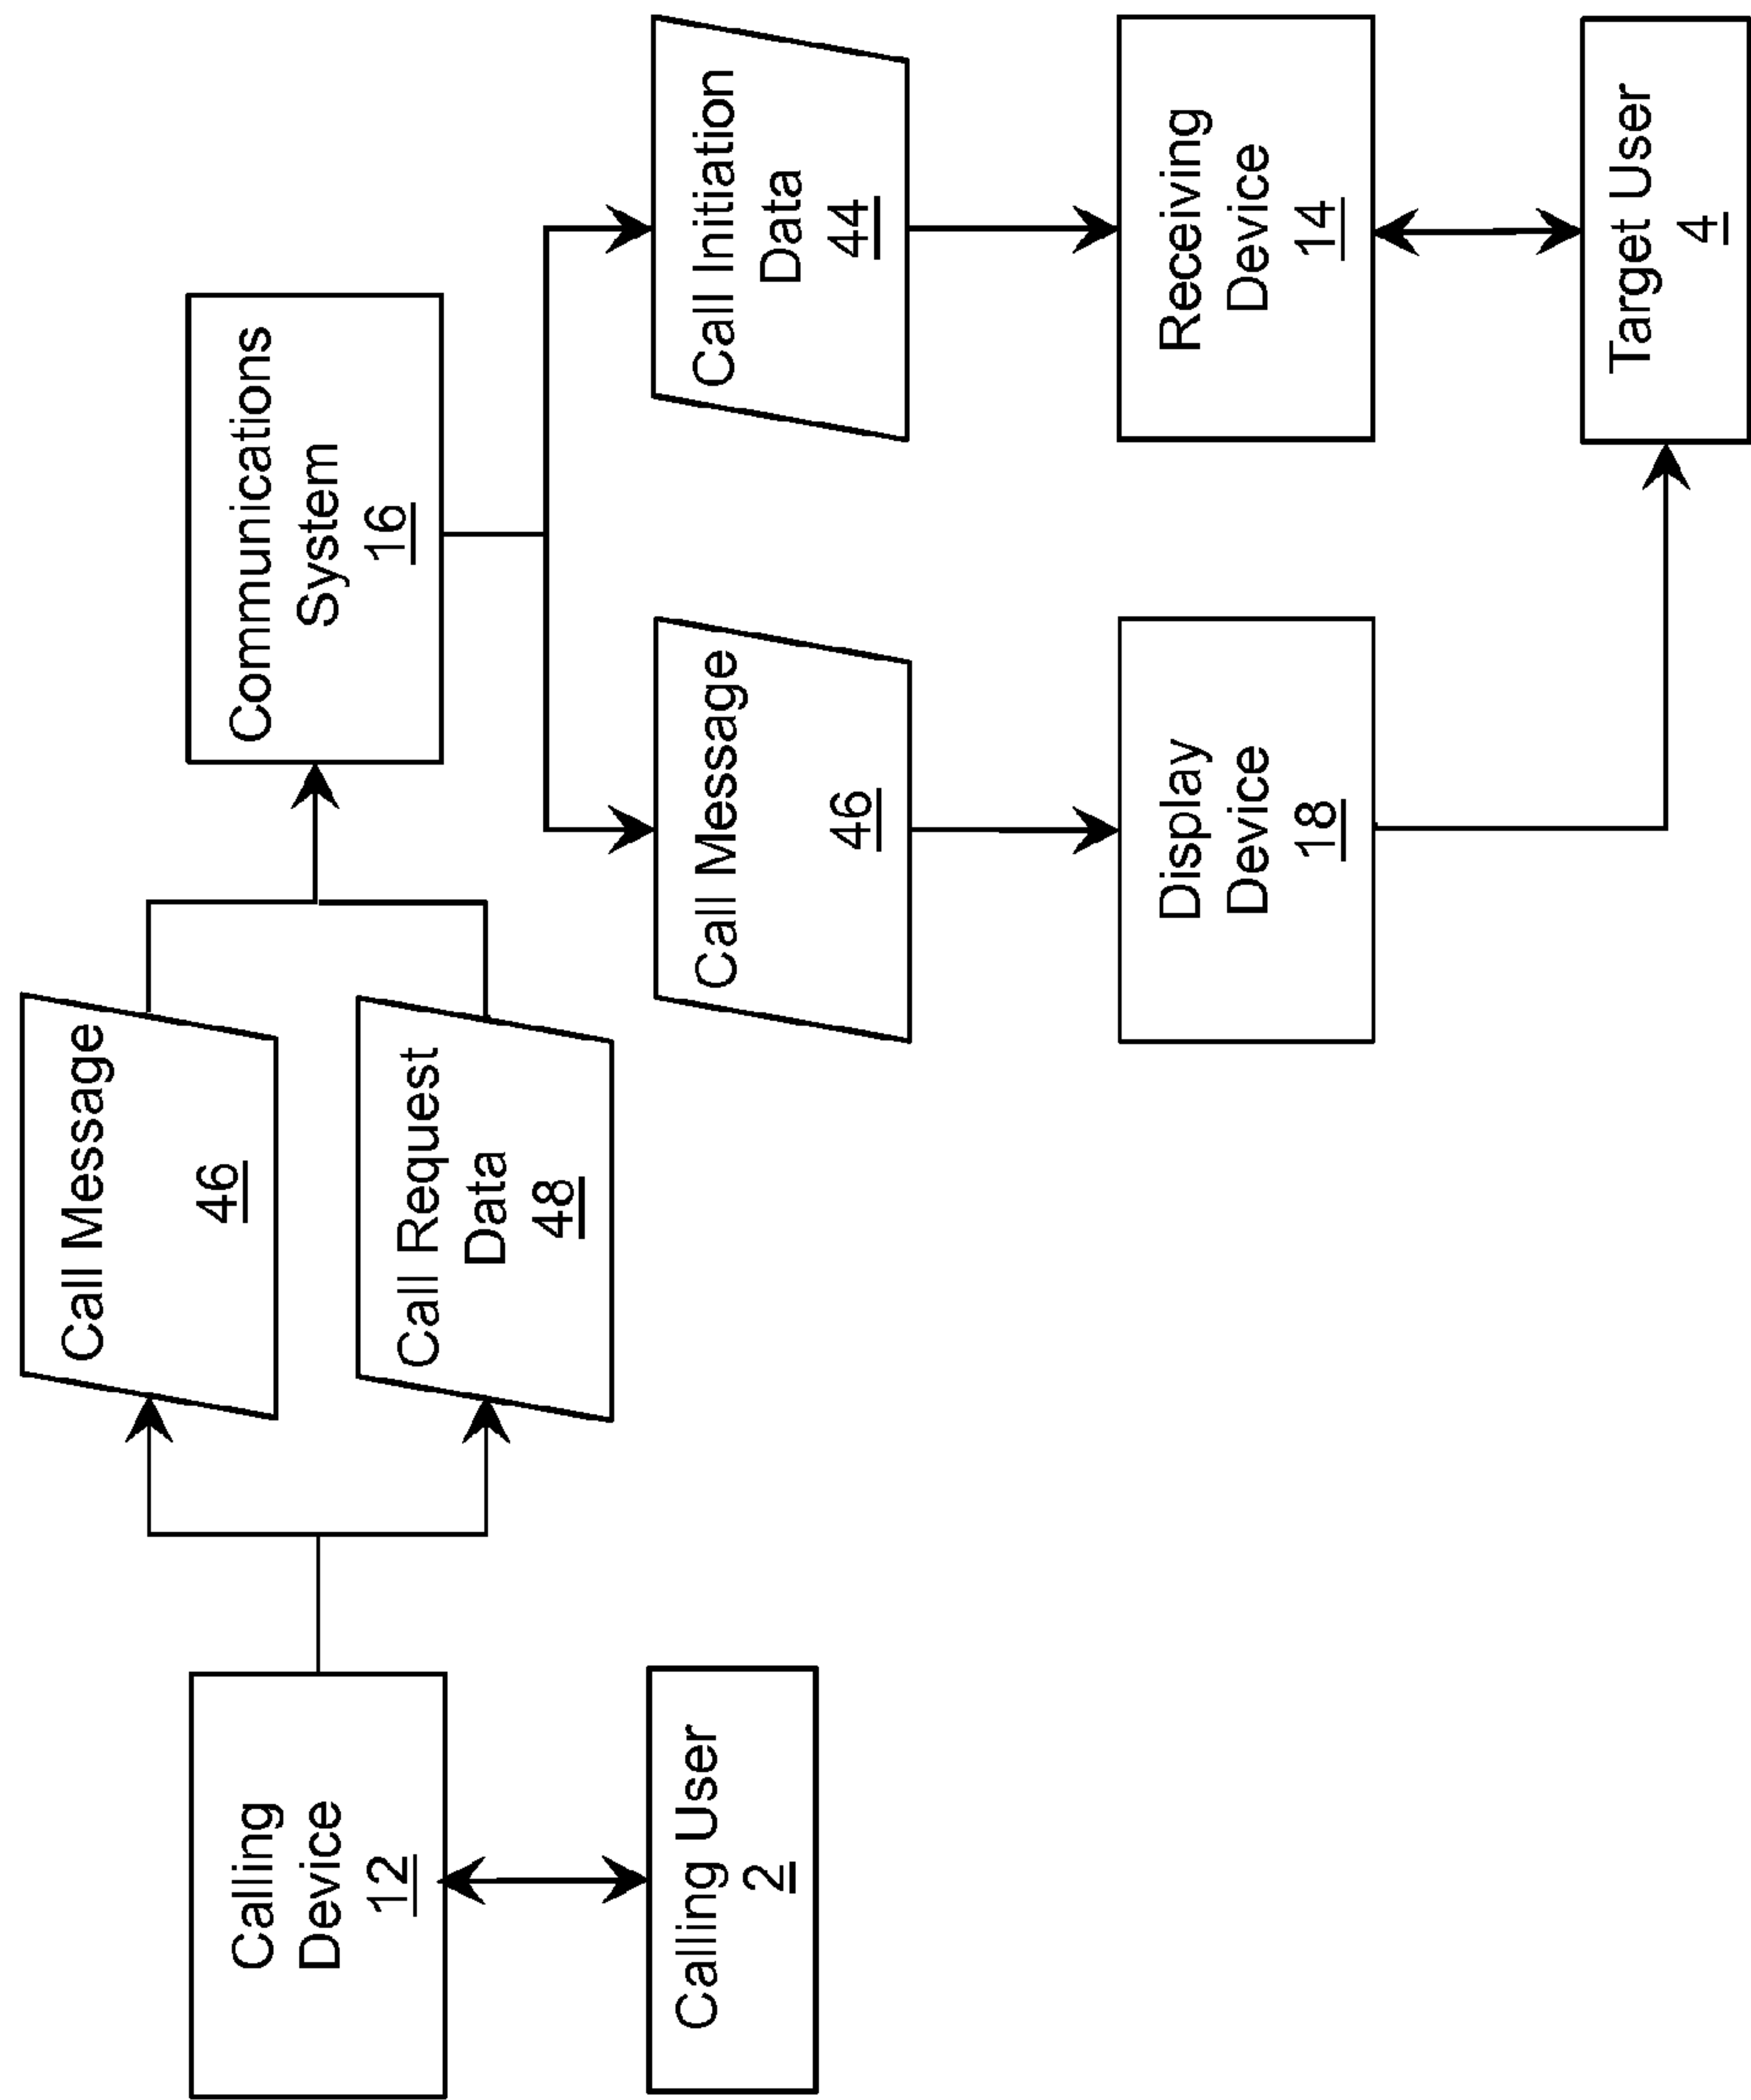 Calling
Device
12
Calling User
2
Call Message
46
Call Request
Data
48
Communications
System
16
Call Message
46
Call Initiation
Data
44
Display
Device
18
Receiving
Device
14
Target User
4